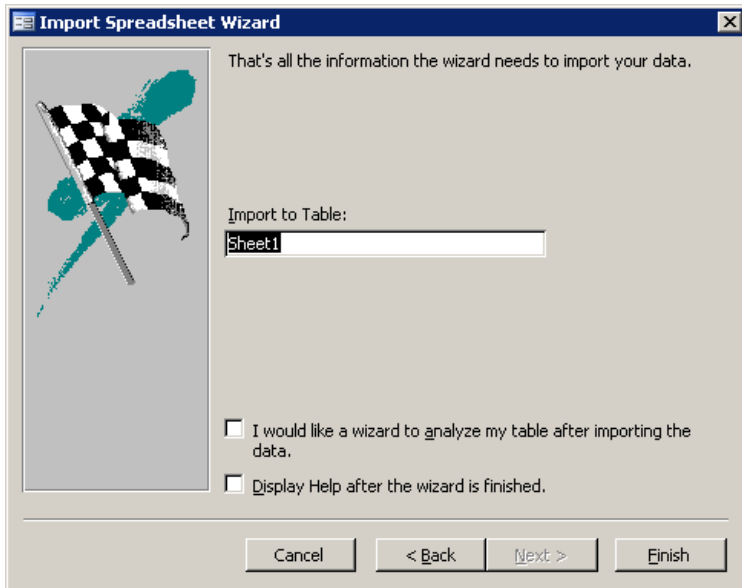 Import Spreadsheet Wizard
That's all the information the wizard needs to import your data.
Import to Table:
Sheet1
I would like a wizard to analyze my table after importing the
data.
Display Help after the wizard is finished.
Cancel
< Back
Next >
Finish